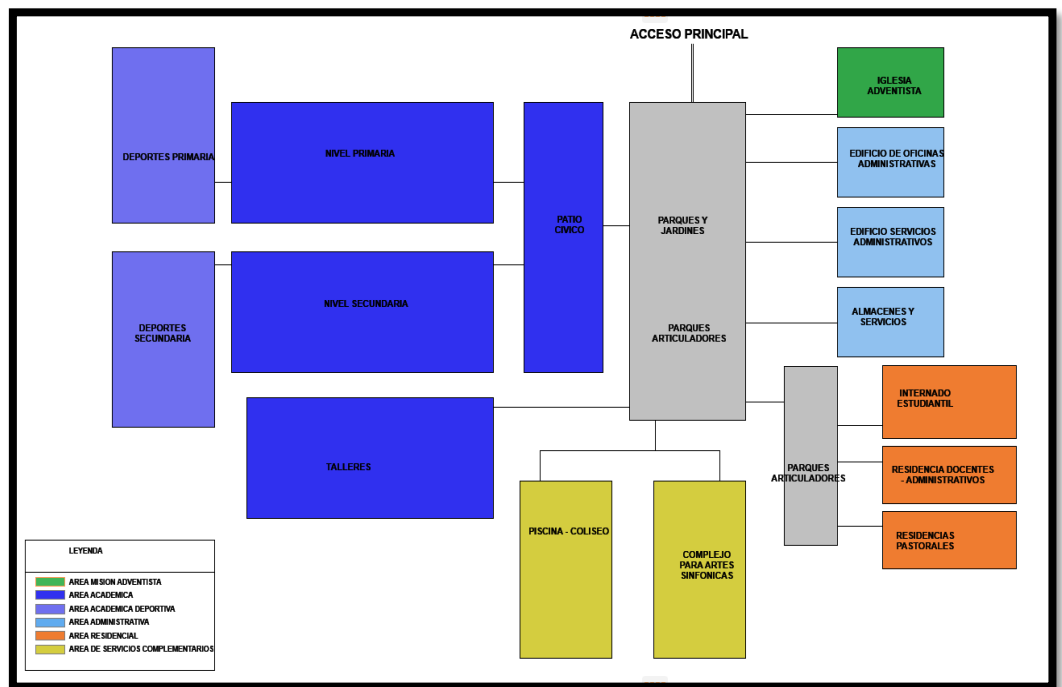 ACCESO PRINCIPAL
IGLESIA
ADVENTISTA
DEPORTES PRIMARIA
NIVEL PRIMARIA
EDIFICIO DE OFICINAS
ADMINISTRATIVAS
PATIO
CIVICO
PARQUES Y
JARDINES
EDIFICIO SERVICIOS
ADMINISTRATIVOS
NIVEL SECUNDARIA
DEPORTES
SECUNDARIA
PARQUES
ARTICULADORES
ALMACENES Y
SERVICIOS
INTERNADO
ESTUDIANTIL
TALLERES
PARQUES
ARTICULADORES
RESIDENCIA DOCENTES
- ADMINISTRATIVOS
PISCINA - COLISEO
COMPLEJO
PARA ARTES
SINFONICAS
RESIDENCIAS
PASTORALES
LEYENDA
AREA MISION ADVENTISTA
AREA ACADEMICA
AREA ACADEMICA DEPORTIVA
AREA ADMINISTRATIVA
AREA RESIDENCIAL
AREA DE SERVICIOS COMPLEMENTARIOS